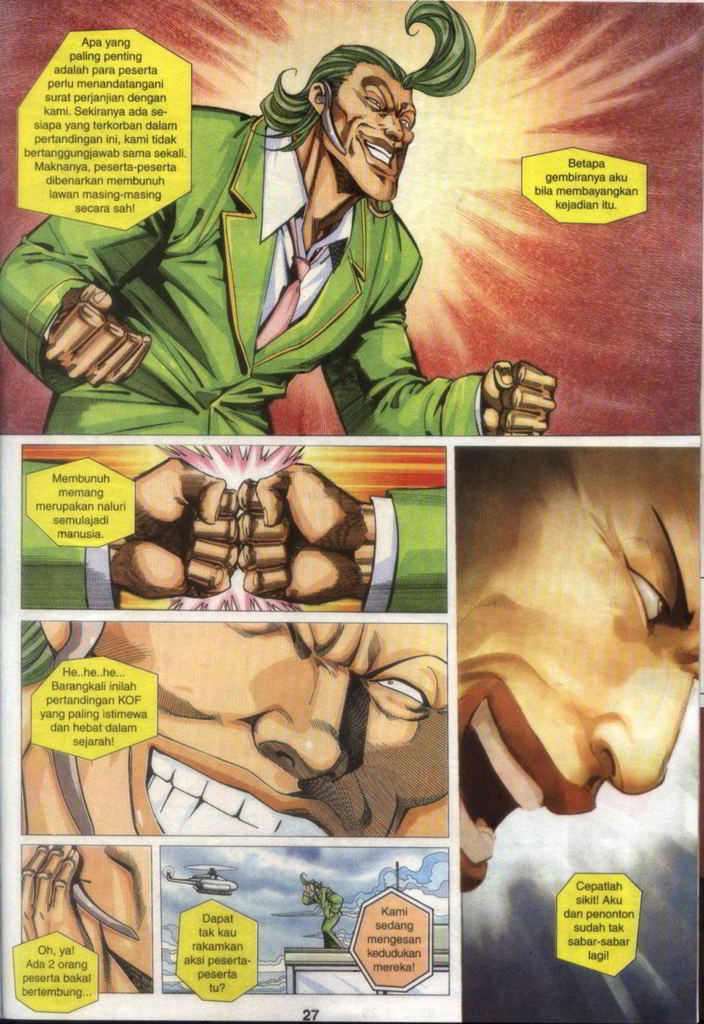 Apa yang
paling penting
adalah para peserta
perlu menandatangani
surat perjanjian dengan
kami. Sekiranya ada se-
siapa yang terkorban dalam
pertandingan ini, kami tidak
bertanggungjawab sama sekali.
Maknanya, peserta-peserta
dibenarkan membunuh
lawan masing-masing
secara sah!
Betapa
gembiranya aku
bila membayangkan
kejadian itu.
Membunuh
memang
merupakan naluri
semulajadi
manusia.
He..he..he...
Barangkali inilah
pertandingan KOF
yang paling istimewa
dan hebat dalam
sejarah!
Oh, ya!
Ada 2 orang
peserta bakal
bertembung...
Dapat
tak kau
rakamkan
aksi peserta-
peserta
tu?
Kami
sedang
mengesan
kedudukan
mereka!
Cepatlah
sikit! Aku
dan penonton
sudah tak
sabar-sabar
lagi!
27